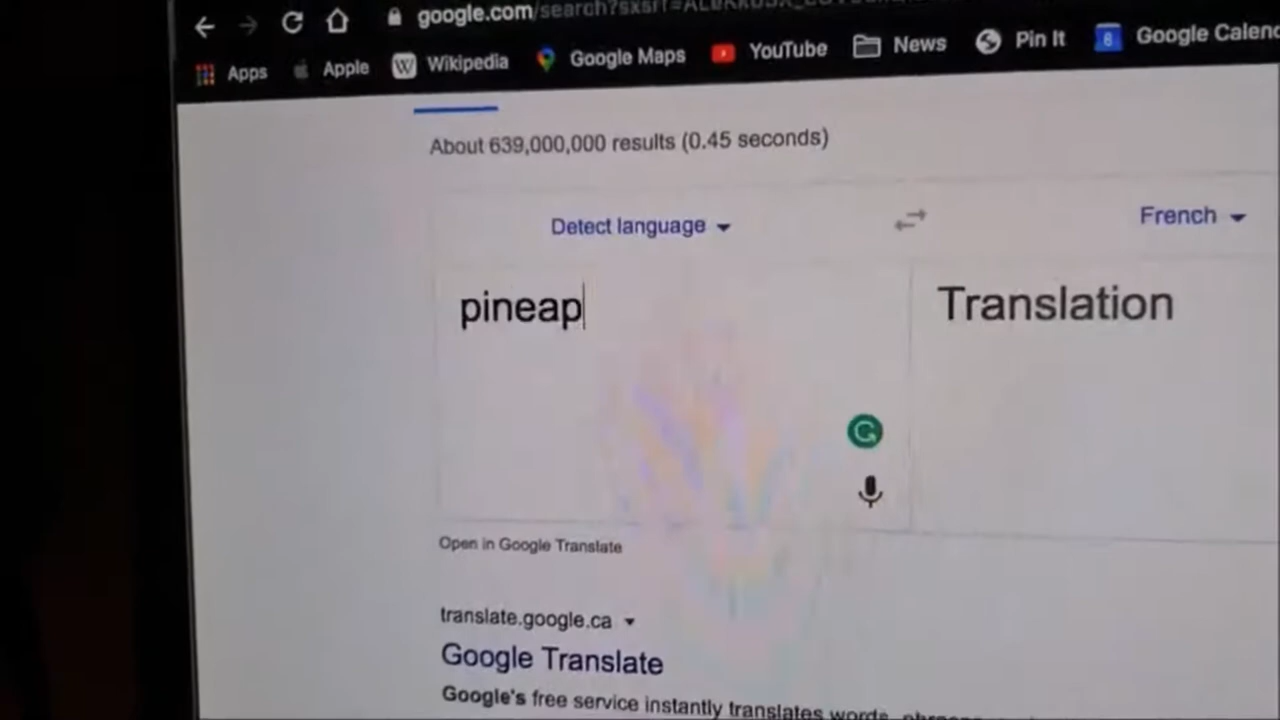 google.com/search?sxsrf=
Apps Apple Wikipedia Google Maps YouTube News Pin It 8 Google Calend
About 639,000,000 results (0.45 seconds)
Detect language French
pineap Translation
Open in Google Translate
translate.google.ca
Google Translate
Google's free service instantly translates words,